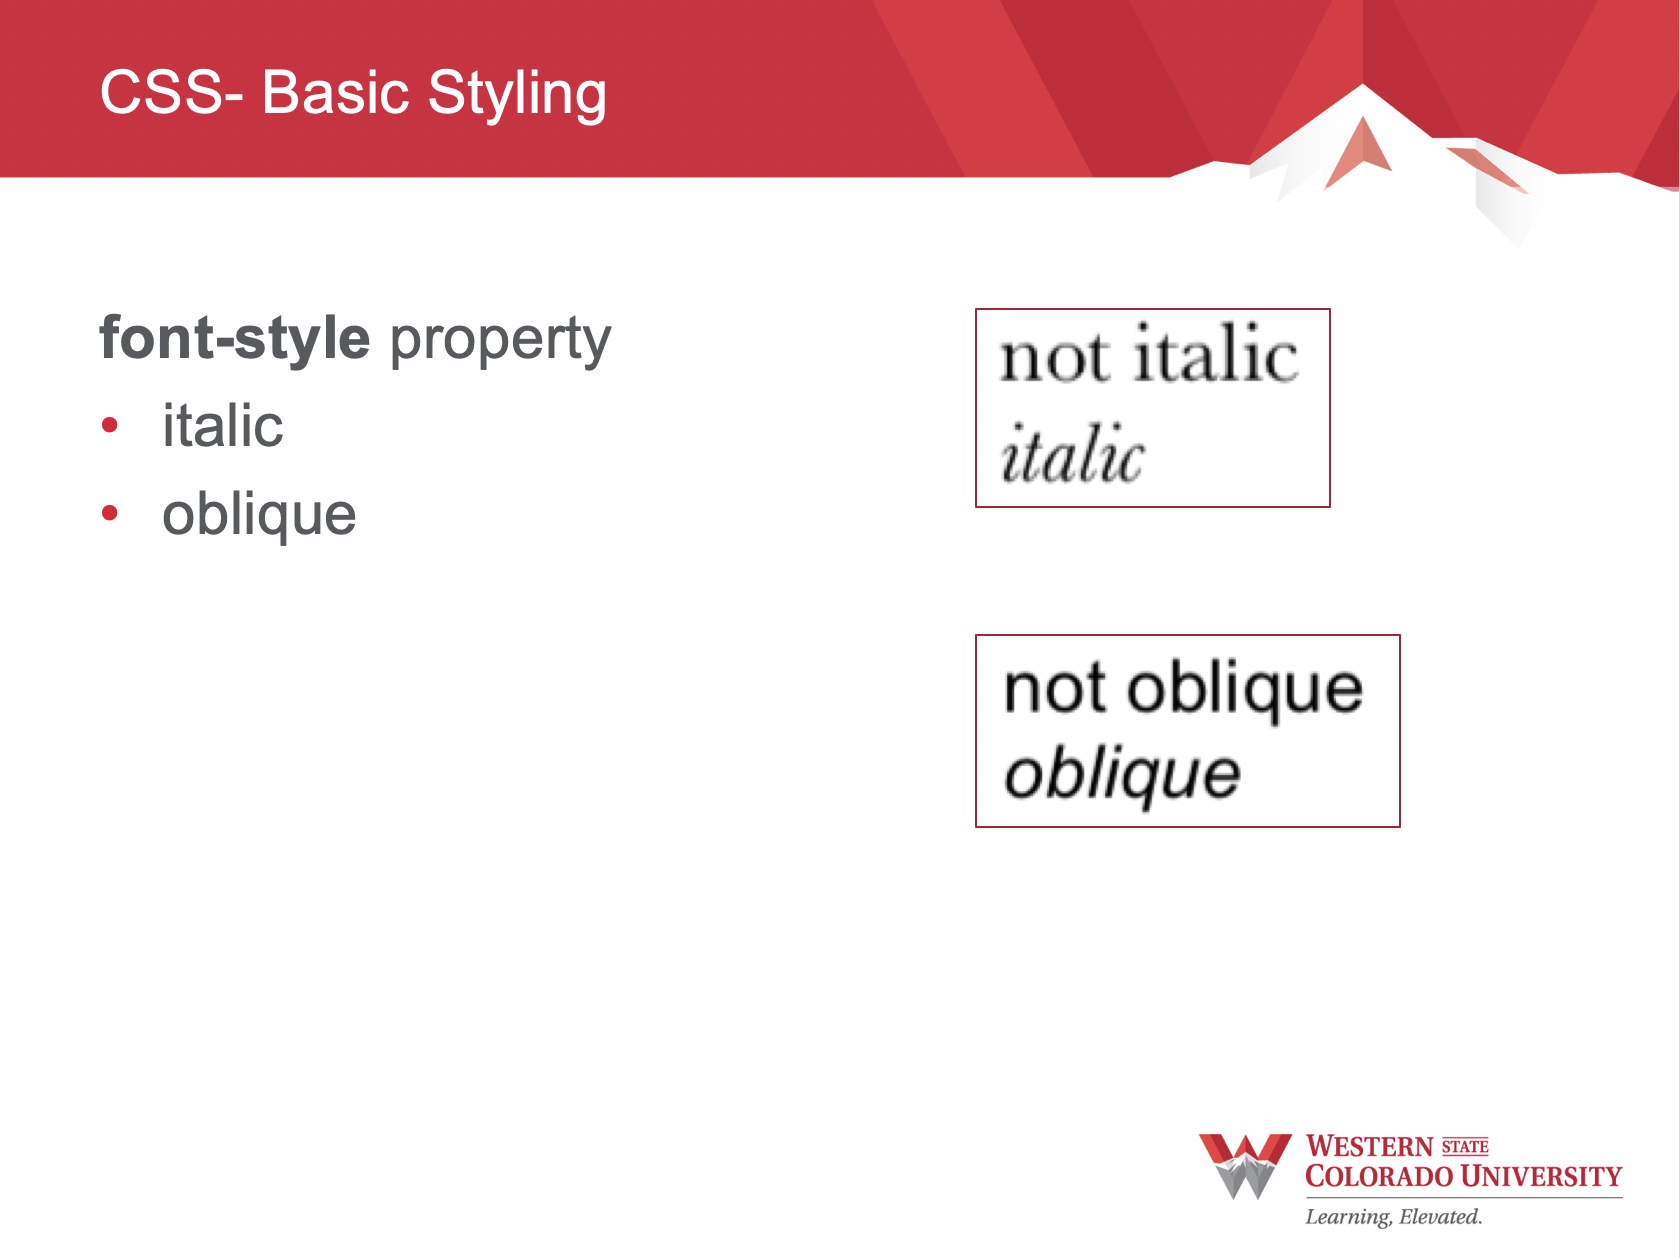 CSS- Basic Styling
font-style property
• italic
• oblique
not italic
italic
not oblique
oblique
WESTERN STATE
COLORADO UNIVERSITY
Learning, Elevated.